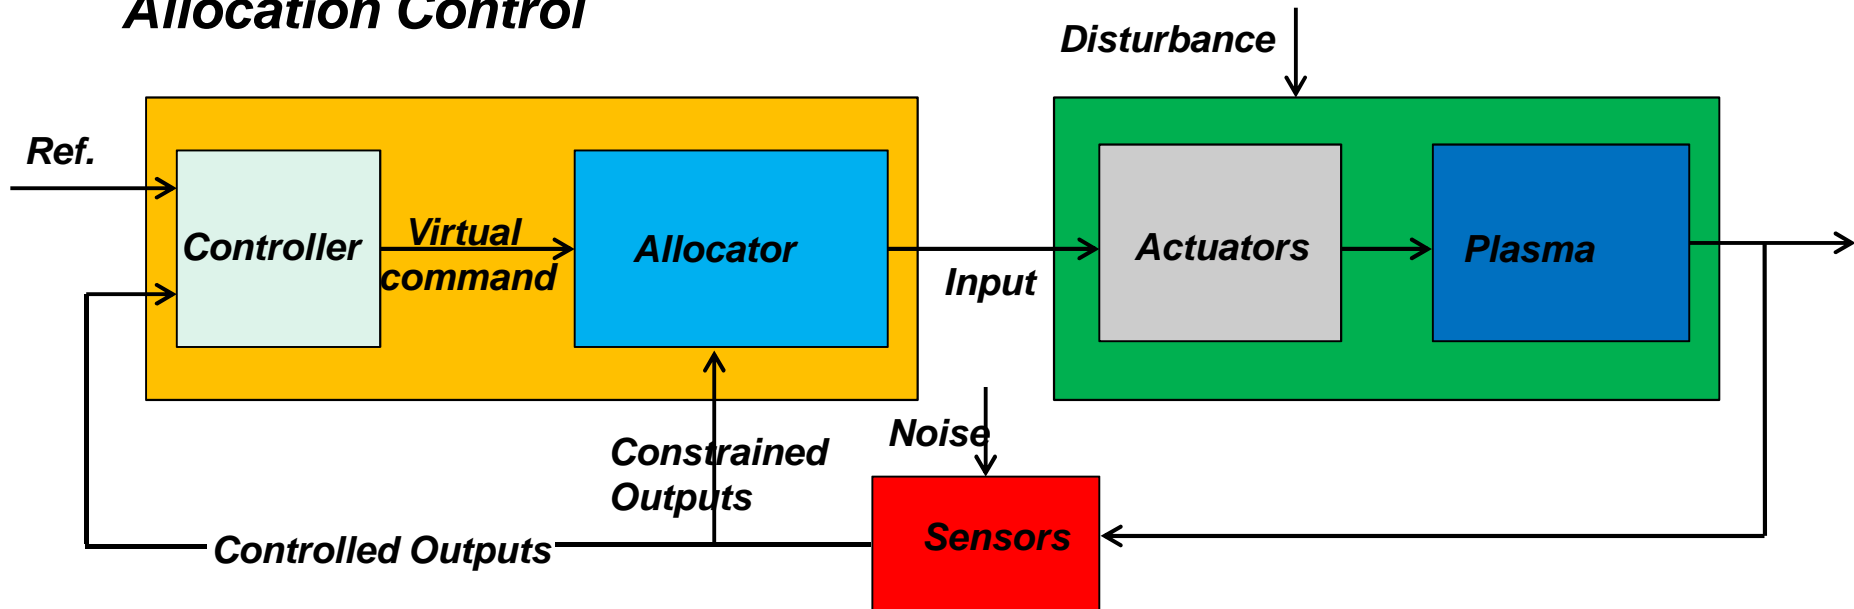 Allocation Control
Disturbance
Ref.
Controller
Virtual
command
Allocator
Input
Actuators
Plasma
Constrained
Outputs
Noise
Sensors
Controlled Outputs